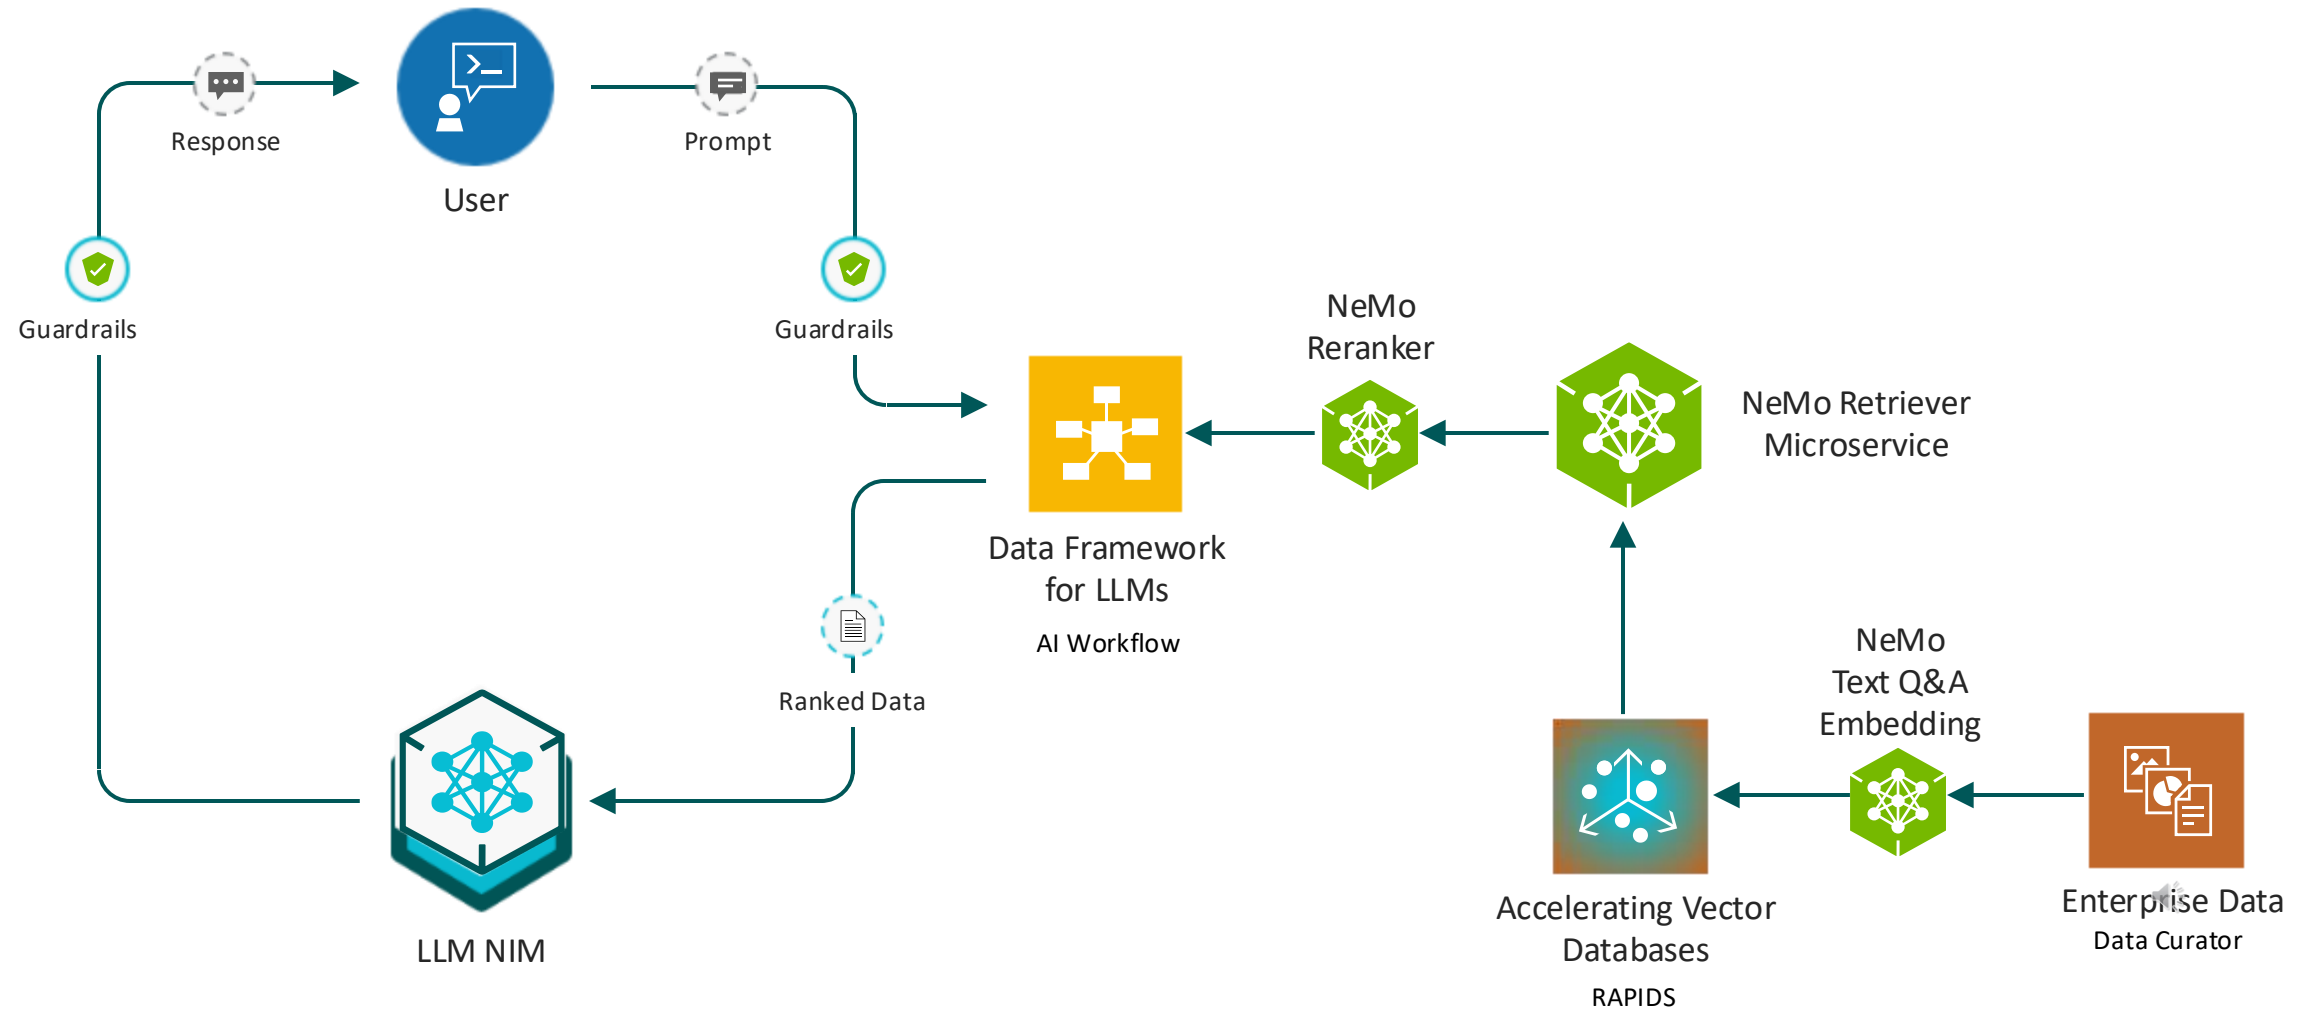 Response
Prompt
User
Guardrails
Guardrails
NeMo
Reranker
NeMo Retriever
Microservice
Data Framework
for LLMs
AI Workflow
NeMo
Text Q&A
Embedding
Ranked Data
LLM NIM
Accelerating Vector
Databases
RAPIDS
Enterprise Data
Data Curator